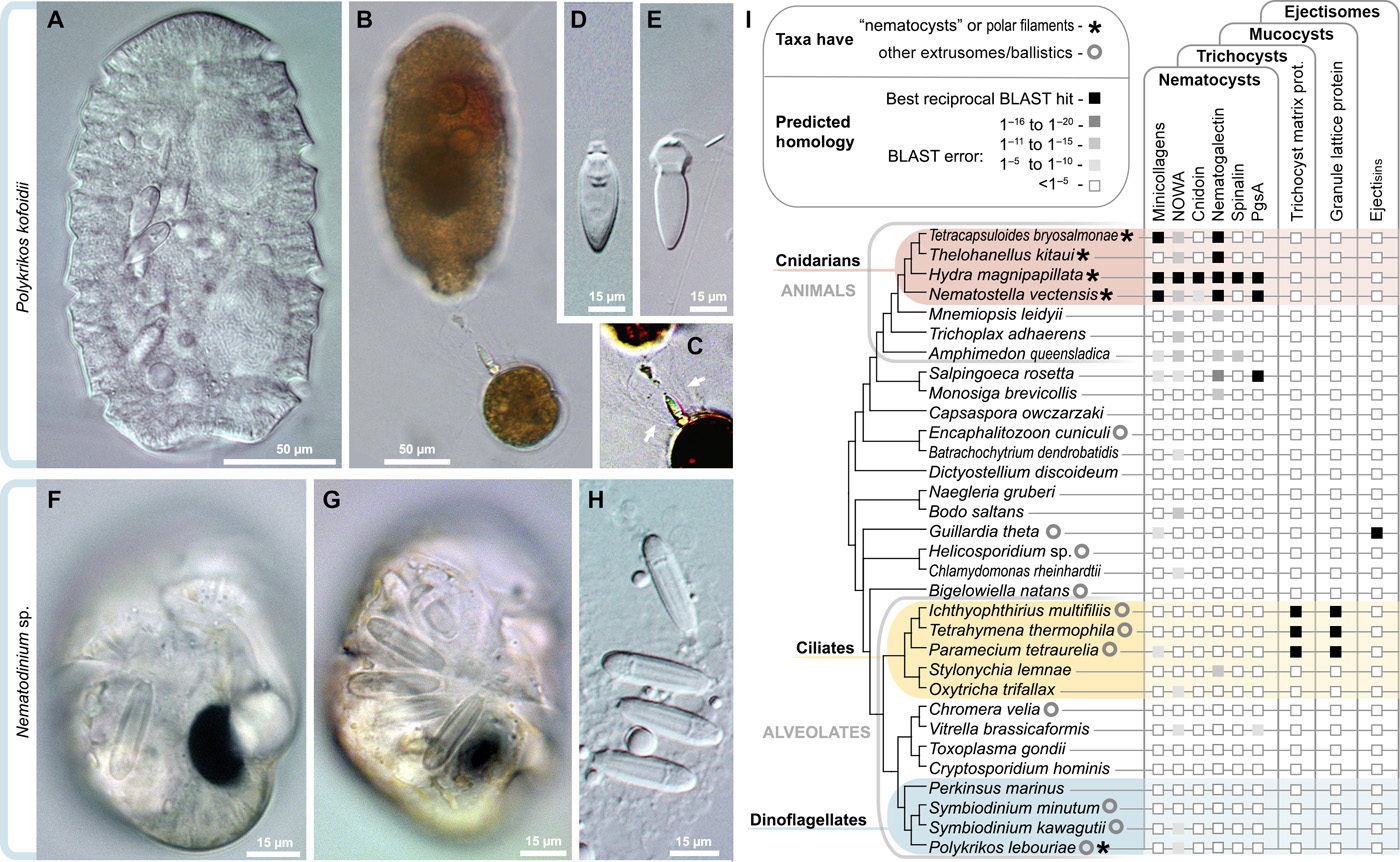 A
B
D
E
I
Polykrikos kofoidii
50 µm
50 µm
15 µm
15 µm
C
F
G
H
Nematodinium sp.
15 µm
15 µm
15 µm
Taxa have
“nematocysts” or polar filaments - *
other extrusomes/ballistics -
Predicted homology
Best reciprocal BLAST hit -
BLAST error:
1⁻¹⁶ to 1⁻²⁰ -
1⁻¹¹ to 1⁻¹⁵ -
1⁻⁵ to 1⁻¹⁰ -
<1⁻⁵ -
Ejectisomes
Mucocysts
Trichocysts
Nematocysts
Minicollagens
NOWA
Cnidoin
Nematogalectin
Spinalin
PgsA
Trichocyst matrix prot.
Granule lattice protein
Ejectisins
Cnidarians
ANIMALS
Ciliates
ALVEOLATES
Dinoflagellates
Tetracapsuloides bryosalmonae *
Thelohanellus kitaui *
Hydra magnipapillata *
Nematostella vectensis *
Mnemiopsis leidyii
Trichoplax adhaerens
Amphimedon queensladica
Salpingoeca rosetta
Monosiga brevicollis
Capsaspora owczarzaki
Encephalitozoon cuniculi
Batrachochytrium dendrobatidis
Dictyostellium discoideum
Naegleria gruberi
Bodo saltans
Guillardia theta
Helicosporidium sp.
Chlamydomonas rheinhardtii
Bigelowiella natans
Ichthyophthirius multifiliis
Tetrahymena thermophila
Paramecium tetraurelia
Stylonychia lemnae
Oxytricha trifallax
Chromera velia
Vitrella brassicaformis
Toxoplasma gondii
Cryptosporidium hominis
Perkinsus marinus
Symbiodinium minutum
Symbiodinium kawagutii
Polykrikos lebouriae *